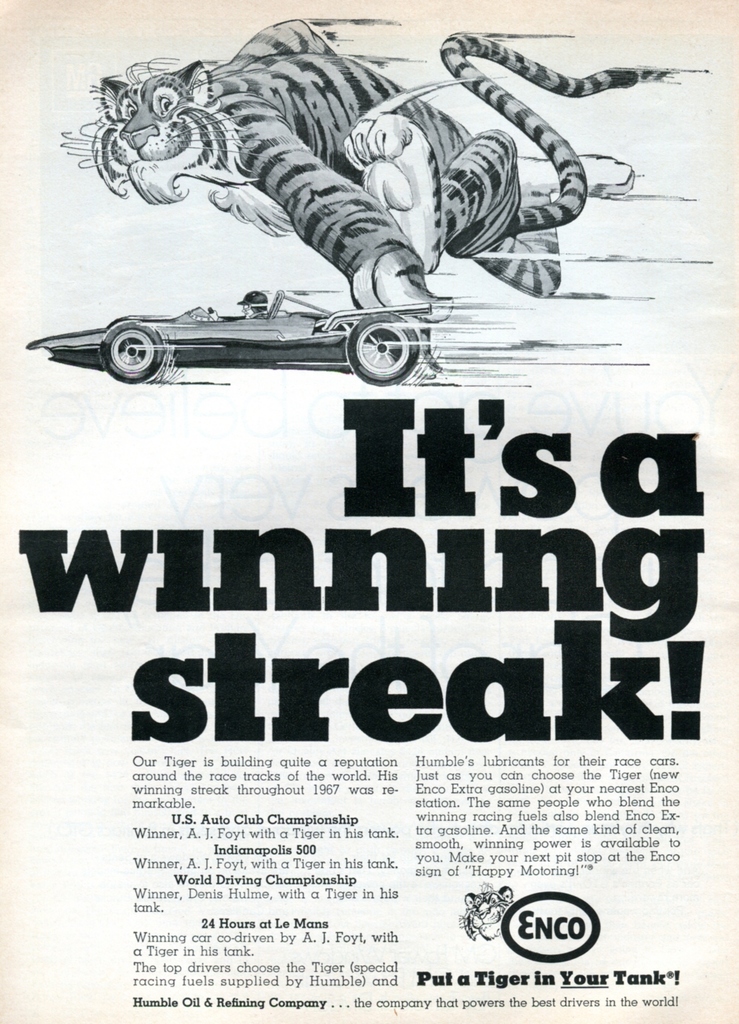 It's a
winning
streak!
Our Tiger is building quite a reputation
around the race tracks of the world. His
winning streak throughout 1967 was re-
markable.
U.S. Auto Club Championship
Winner, A. J. Foyt with a Tiger in his tank.
Indianapolis 500
Winner, A. J. Foyt, with a Tiger in his tank.
World Driving Championship
Winner, Denis Hulme, with a Tiger in his
tank.
24 Hours at Le Mans
Winning car co-driven by A. J. Foyt, with
a Tiger in his tank.
The top drivers choose the Tiger (special
racing fuels supplied by Humble) and
Humble's lubricants for their race cars.
Just as you can choose the Tiger (new
Enco Extra gasoline) at your nearest Enco
station. The same people who blend the
winning racing fuels also blend Enco Ex-
tra gasoline. And the same kind of clean,
smooth, winning power is available to
you. Make your next pit stop at the Enco
sign of "Happy Motoring!"®
ENCO
Put a Tiger in Your Tank®!
Humble Oil & Refining Company . . . the company that powers the best drivers in the world!